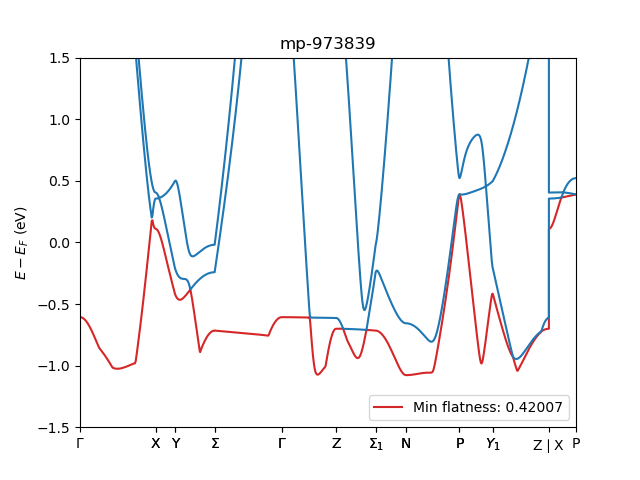 mp-973839
E − E_F (eV)
1.5
1.0
0.5
0.0
−0.5
−1.0
−1.5
Min flatness: 0.42007
Γ X Y Σ Γ Z Σ₁ N P Y₁ Z | X P